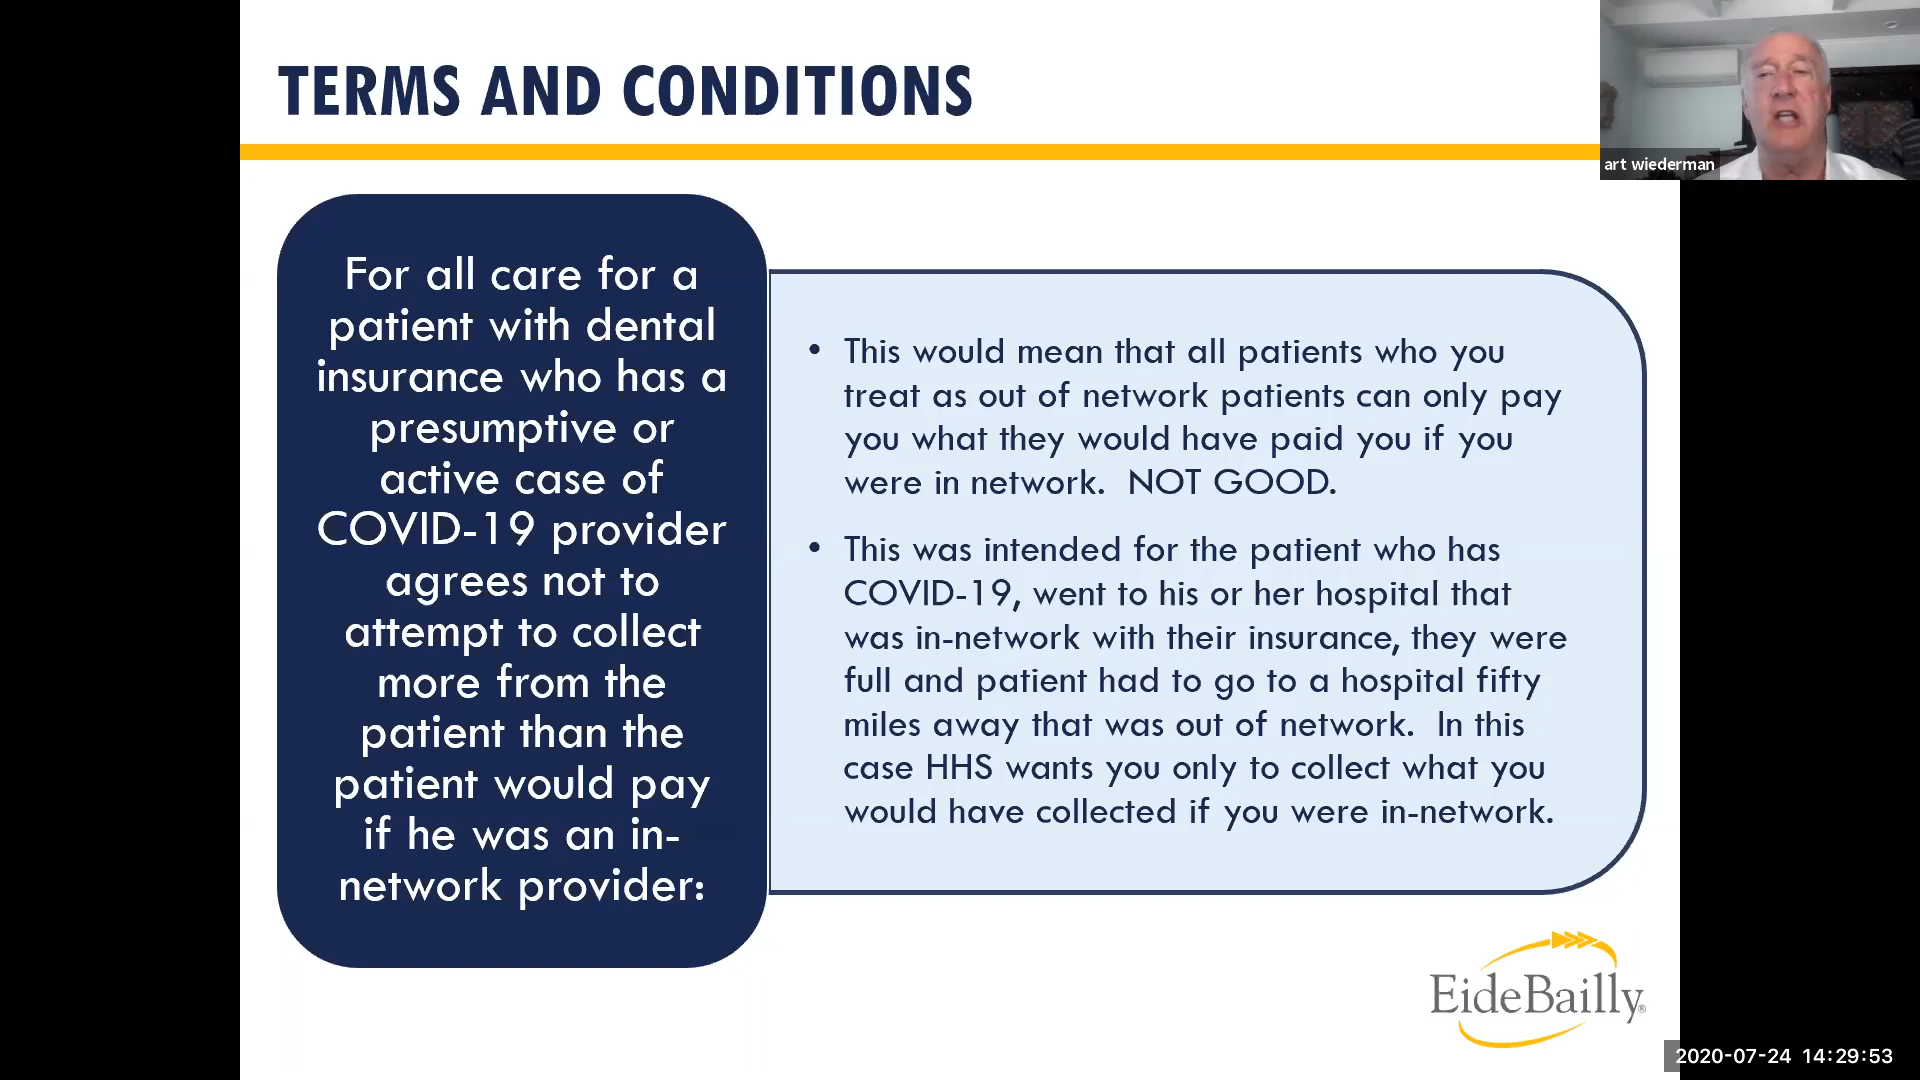 TERMS AND CONDITIONS
art wiederman
For all care for a
patient with dental
insurance who has a
presumptive or
active case of
COVID-19 provider
agrees not to
attempt to collect
more from the
patient than the
patient would pay
if he was an in-
network provider:
• This would mean that all patients who you
treat as out of network patients can only pay
you what they would have paid you if you
were in network.  NOT GOOD.
• This was intended for the patient who has
COVID-19, went to his or her hospital that
was in-network with their insurance, they were
full and patient had to go to a hospital fifty
miles away that was out of network.  In this
case HHS wants you only to collect what you
would have collected if you were in-network.
EideBailly®
2020-07-24 14:29:53